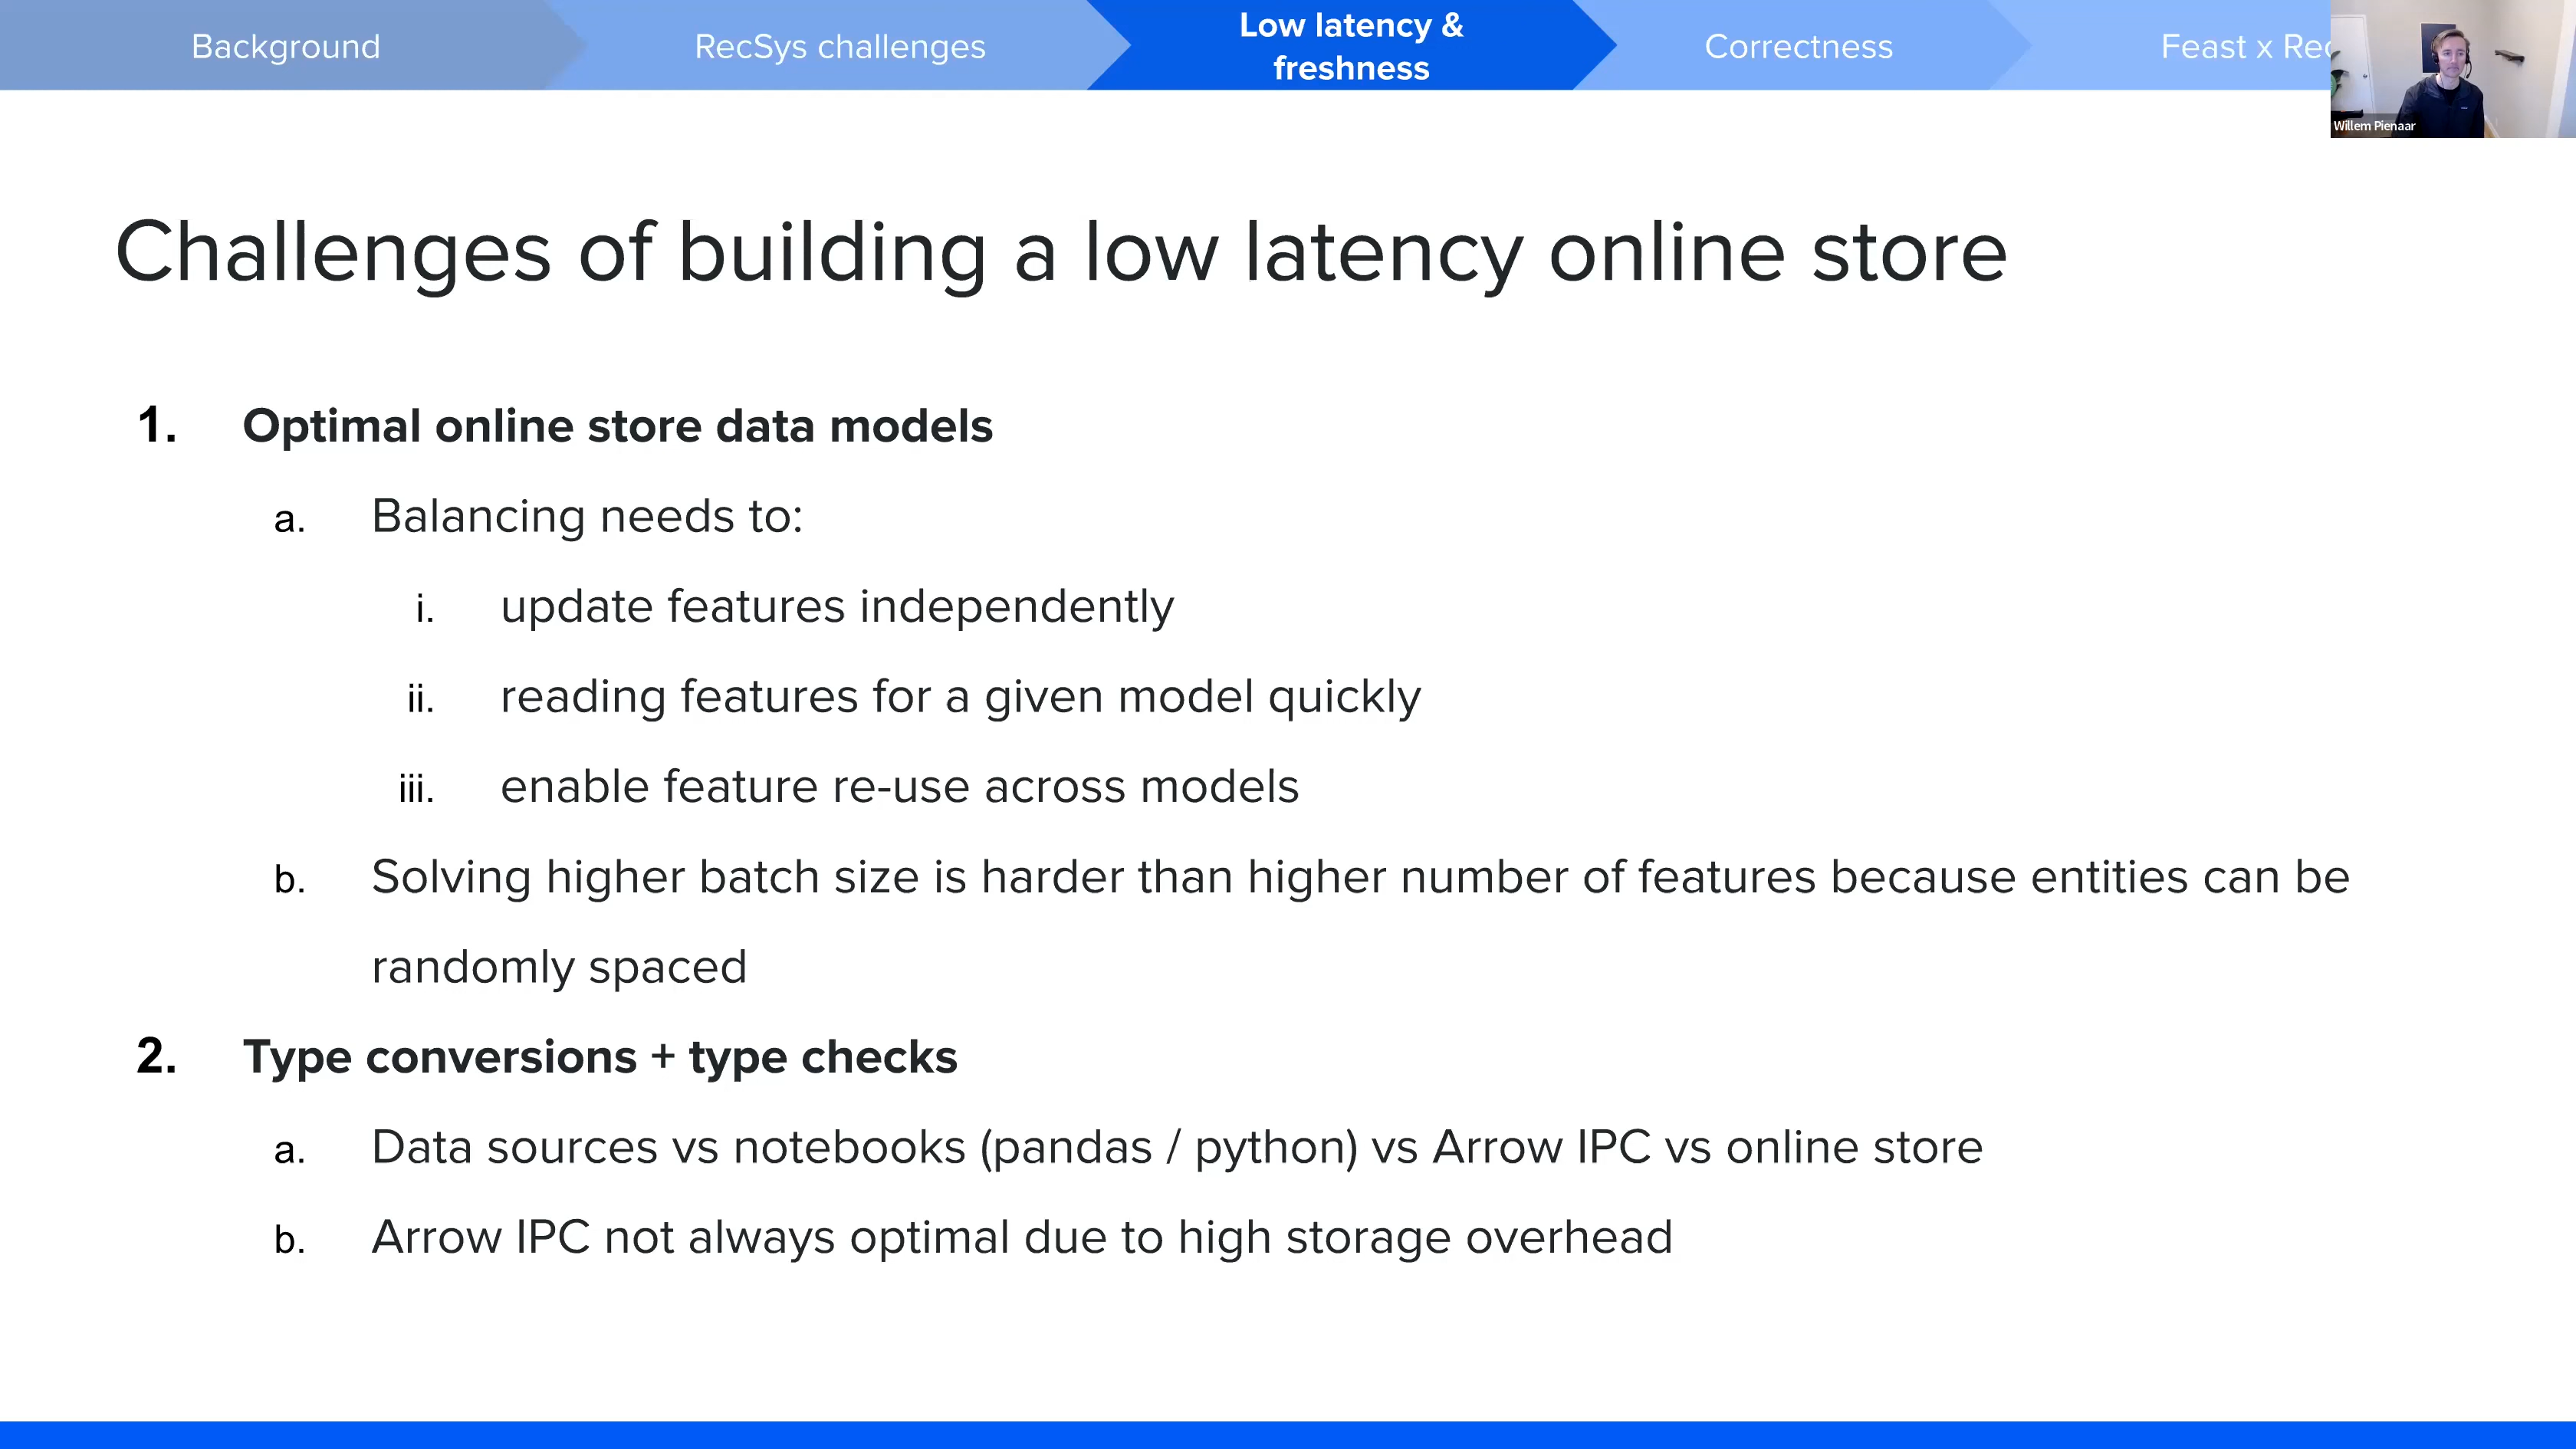 Background
RecSys challenges
Low latency &
freshness
Correctness
Feast x Rec
Willem Pienaar
Challenges of building a low latency online store
1. Optimal online store data models
a. Balancing needs to:
i. update features independently
ii. reading features for a given model quickly
iii. enable feature re-use across models
b. Solving higher batch size is harder than higher number of features because entities can be
randomly spaced
2. Type conversions + type checks
a. Data sources vs notebooks (pandas / python) vs Arrow IPC vs online store
b. Arrow IPC not always optimal due to high storage overhead